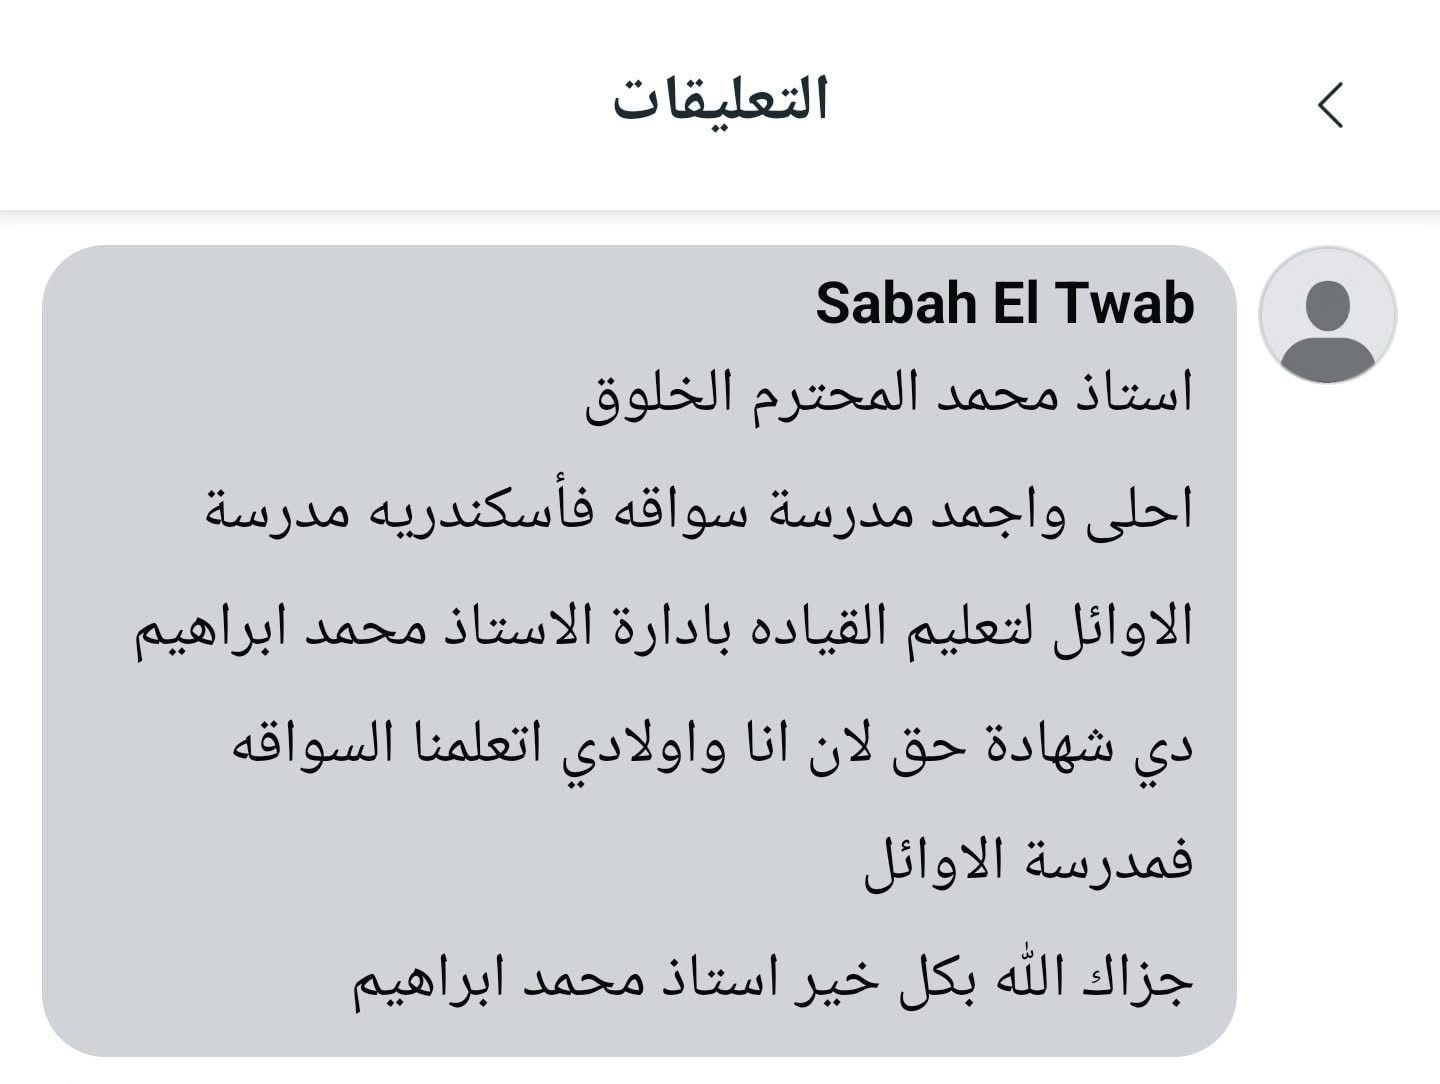 التعليقات
Sabah El Twab
استاذ محمد المحترم الخلوق
احلى واجمد مدرسة سواقه فأسكندريه مدرسة
الاوائل لتعليم القياده بادارة الاستاذ محمد ابراهيم
دي شهادة حق لان انا واولادي اتعلمنا السواقه
فمدرسة الاوائل
جزاك الله بكل خير استاذ محمد ابراهيم